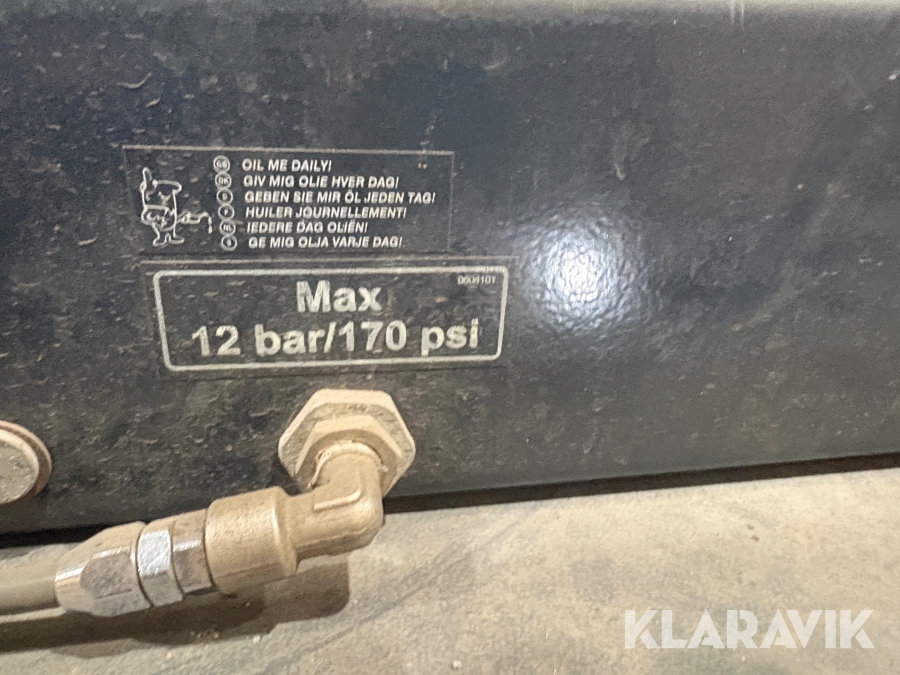 GB OIL ME DAILY!
DK GIV MIG OLIE HVER DAG!
D GEBEN SIE MIR ÖL JEDEN TAG!
F HUILER JOURNELLEMENT!
NL IEDERE DAG OLIËN!
S GE MIG OLJA VARJE DAG!
Max
12 bar/170 psi
KLARAVIK